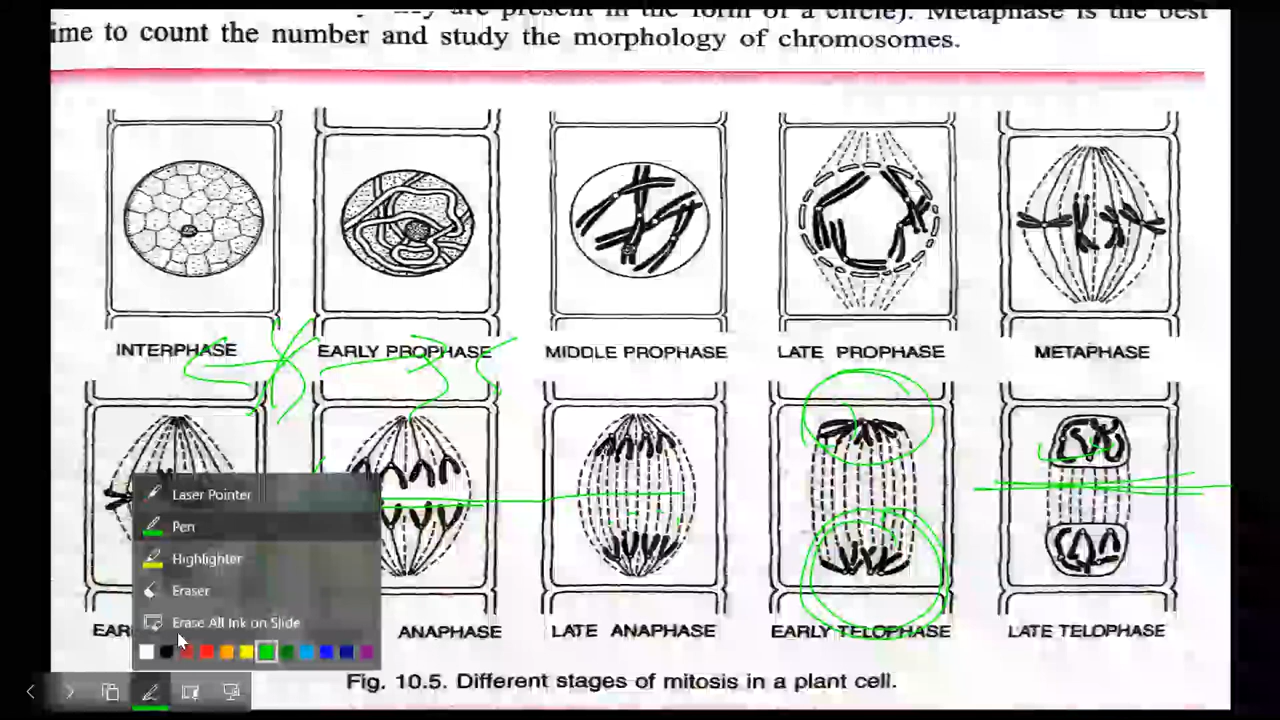 ime to count the number and study the morphology of chromosomes.
INTERPHASE
EARLY PROPHASE
MIDDLE PROPHASE
LATE PROPHASE
METAPHASE
Laser Pointer
Pen
Highlighter
Eraser
Erase All Ink on Slide
ANAPHASE
LATE ANAPHASE
EARLY TELOPHASE
LATE TELOPHASE
Fig. 10.5. Different stages of mitosis in a plant cell.